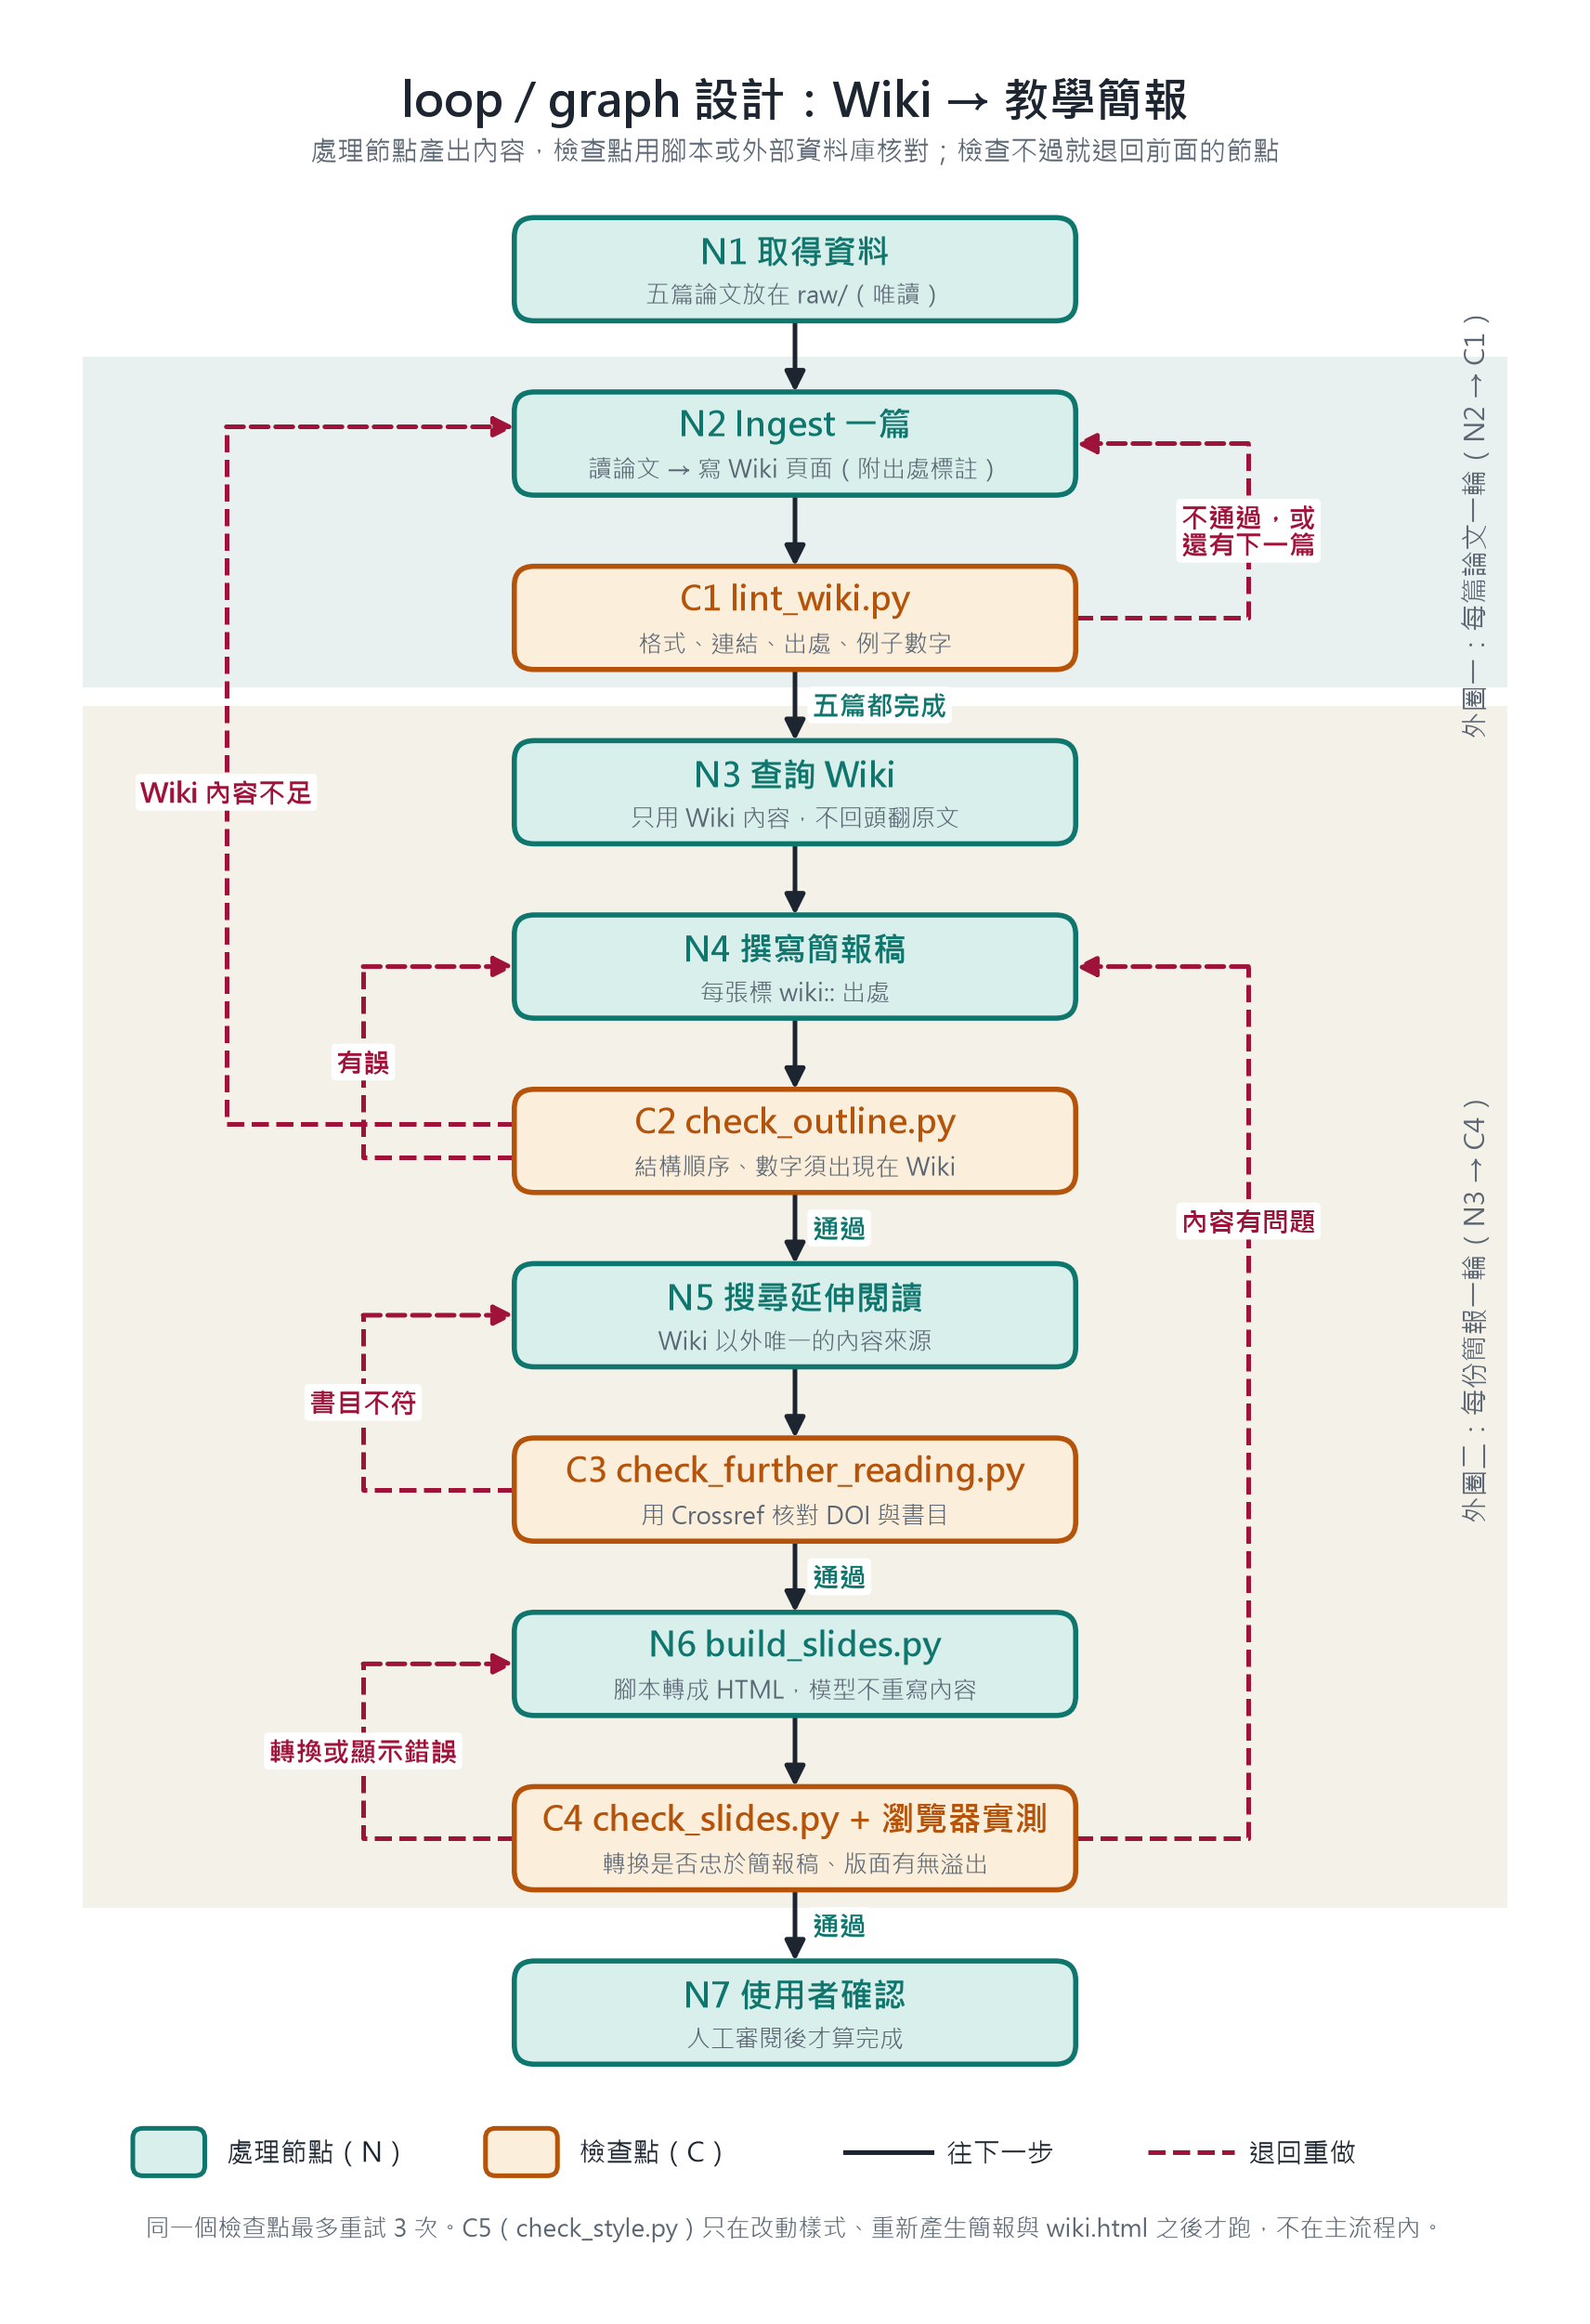 loop / graph 設計：Wiki → 教學簡報
處理節點產出內容，檢查點用腳本或外部資料庫核對；檢查不過就退回前面的節點
N1 取得資料
五篇論文放在 raw/（唯讀）
外圈一：每篇論文一輪（N2 → C1）
N2 Ingest 一篇
讀論文 → 寫 Wiki 頁面（附出處標註）
不通過，或
還有下一篇
C1 lint_wiki.py
格式、連結、出處、例子數字
五篇都完成
N3 查詢 Wiki
只用 Wiki 內容，不回頭翻原文
Wiki 內容不足
N4 撰寫簡報稿
每張標 wiki:: 出處
有誤
C2 check_outline.py
結構順序、數字須出現在 Wiki
外圈二：每份簡報一輪（N3 → C4）
通過
內容有問題
N5 搜尋延伸閱讀
Wiki 以外唯一的內容來源
書目不符
C3 check_further_reading.py
用 Crossref 核對 DOI 與書目
通過
N6 build_slides.py
腳本轉成 HTML，模型不重寫內容
轉換或顯示錯誤
C4 check_slides.py + 瀏覽器實測
轉換是否忠於簡報稿、版面有無溢出
通過
N7 使用者確認
人工審閱後才算完成
處理節點（N）
檢查點（C）
往下一步
退回重做
同一個檢查點最多重試 3 次。C5（check_style.py）只在改動樣式、重新產生簡報與 wiki.html 之後才跑，不在主流程內。